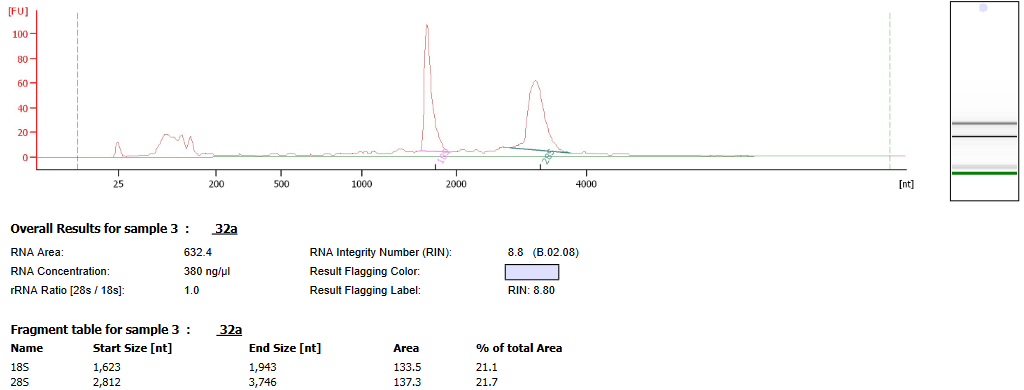 [FU]
100
80
60
40
20
0
18S
28S
25 200 500 1000 2000 4000 [nt]
Overall Results for sample 3 : 32a
RNA Area: 632.4 RNA Integrity Number (RIN): 8.8 (B.02.08)
RNA Concentration: 380 ng/µl Result Flagging Color:
rRNA Ratio [28s / 18s]: 1.0 Result Flagging Label: RIN: 8.80
Fragment table for sample 3 : 32a
Name Start Size [nt] End Size [nt] Area % of total Area
18S 1,623 1,943 133.5 21.1
28S 2,812 3,746 137.3 21.7